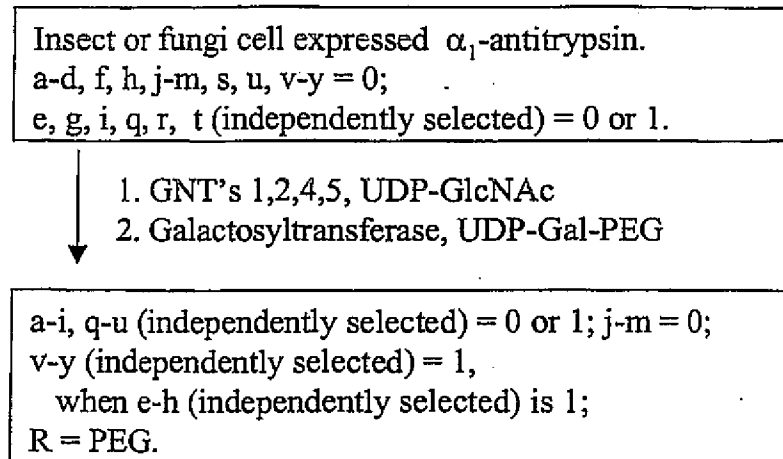 Insect or fungi cell expressed α₁-antitrypsin.
a-d, f, h, j-m, s, u, v-y = 0;
e, g, i, q, r, t (independently selected) = 0 or 1.
1. GNT's 1,2,4,5, UDP-GlcNAc
2. Galactosyltransferase, UDP-Gal-PEG
a-i, q-u (independently selected) = 0 or 1; j-m = 0;
v-y (independently selected) = 1,
when e-h (independently selected) is 1;
R = PEG.